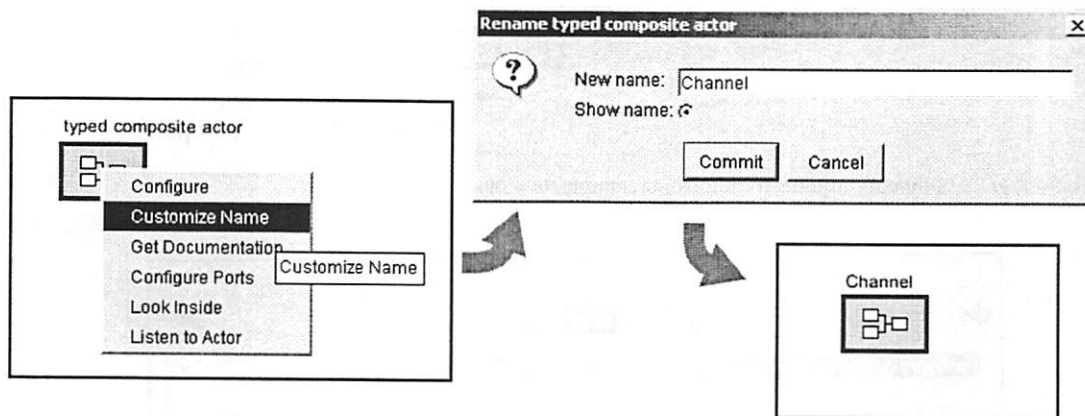 typed composite actor
Configure
Customize Name
Get Documentation
Customize Name
Configure Ports
Look Inside
Listen to Actor
Rename typed composite actor
New name: Channel
Show name:
Commit
Cancel
Channel